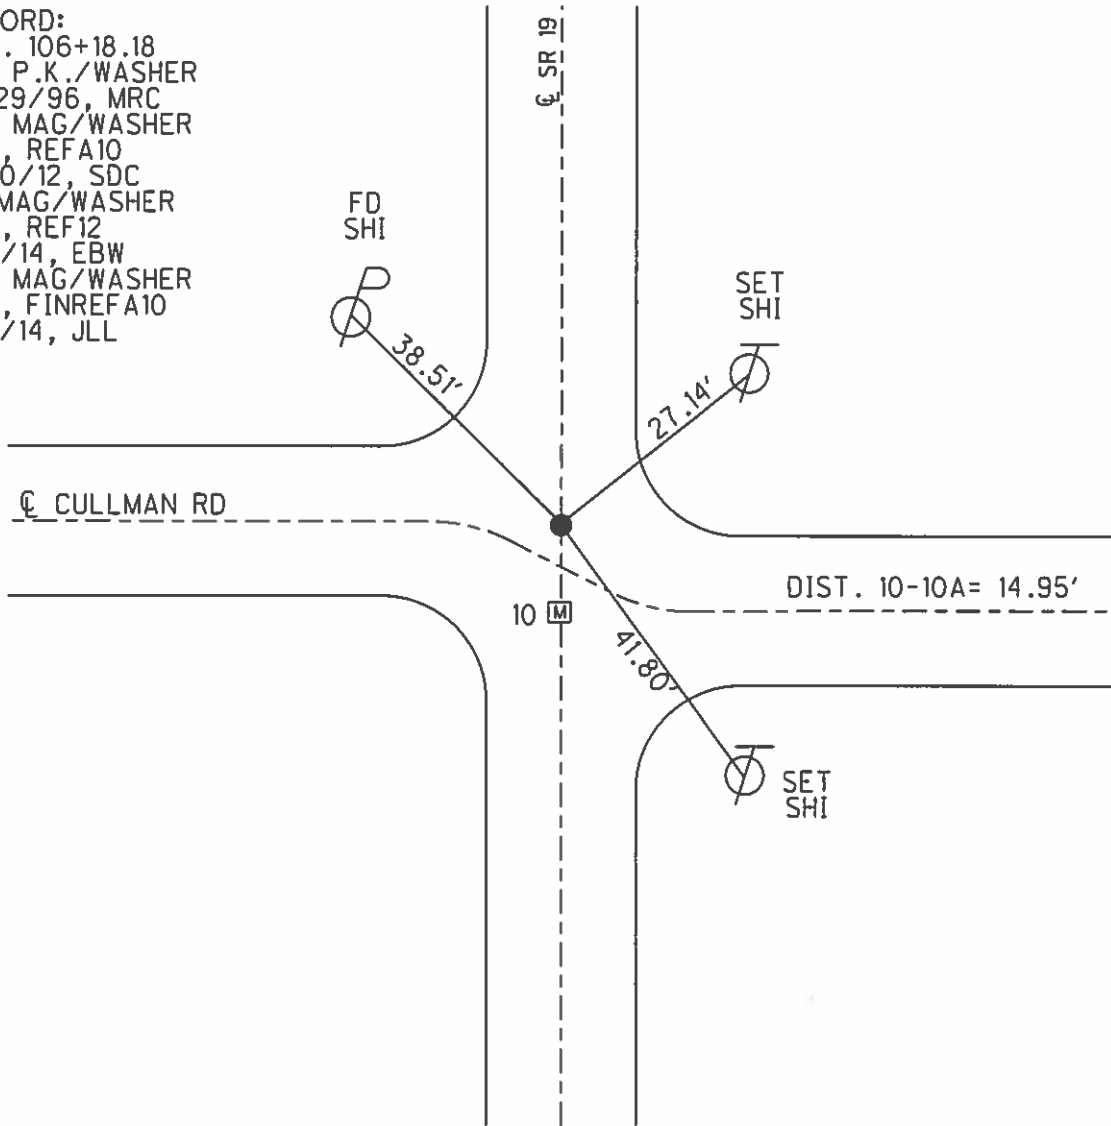 ORD:
. 106+18.18
P.K./WASHER
29/96, MRC
MAG/WASHER
, REFA10
0/12, SDC
MAG/WASHER
, REF12
/14, EBW
MAG/WASHER
, FINREFA10
/14, JLL
℄ SR 19
FD
SHI
SET
SHI
38.51'
27.14'
℄ CULLMAN RD
DIST. 10-10A= 14.95'
10 M
41.80'
SET
SHI